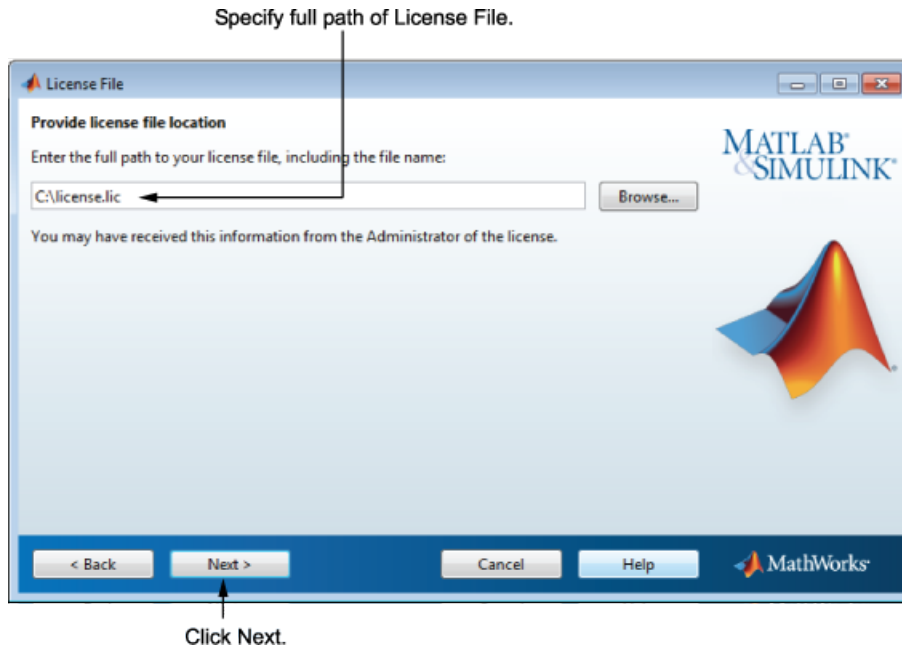 Specify full path of License File.
License File
Provide license file location
Enter the full path to your license file, including the file name:
C:\license.lic
Browse...
You may have received this information from the Administrator of the license.
MATLAB®
&SIMULINK®
< Back
Next >
Cancel
Help
MathWorks®
Click Next.